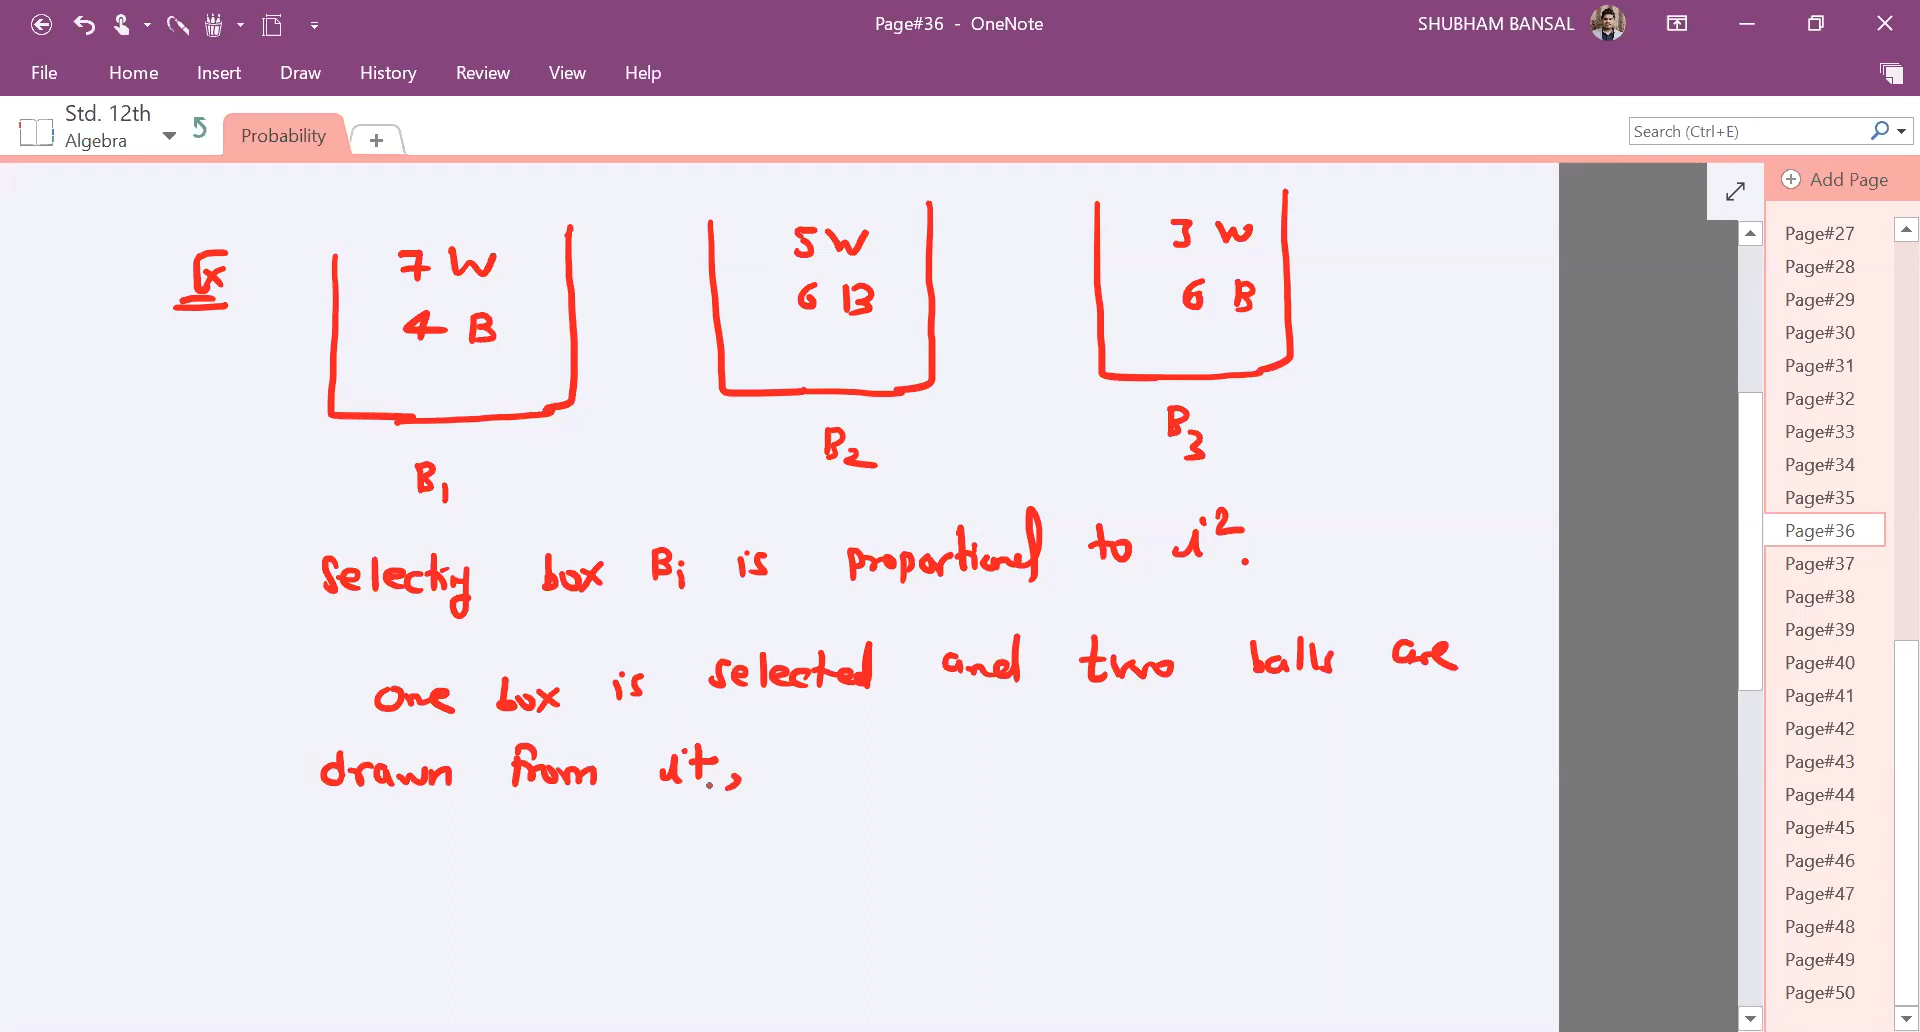 Page#36 - OneNote
SHUBHAM BANSAL
File Home Insert Draw History Review View Help
Std. 12th
Algebra
Probability
+
Search (Ctrl+E)
Add Page
Page#27
Page#28
Page#29
Page#30
Page#31
Page#32
Page#33
Page#34
Page#35
Page#36
Page#37
Page#38
Page#39
Page#40
Page#41
Page#42
Page#43
Page#44
Page#45
Page#46
Page#47
Page#48
Page#49
Page#50
Ex
7 W
4 B
B₁
5 W
6 B
B₂
3 W
6 B
B₃
Selecting box Bᵢ is proportional to i².
One box is selected and two balls are
drawn from it,